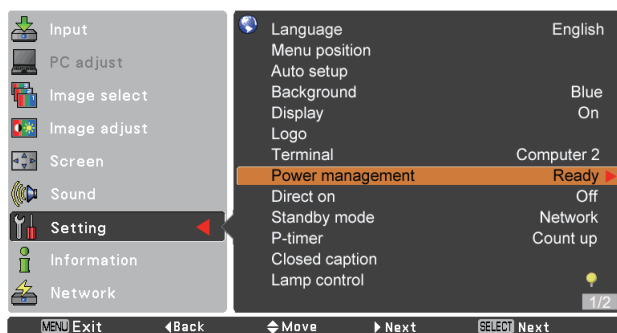 Input
PC adjust
Image select
Image adjust
Screen
Sound
Setting
Information
Network
Language English
Menu position
Auto setup
Background Blue
Display On
Logo
Terminal Computer 2
Power management Ready
Direct on Off
Standby mode Network
P-timer Count up
Closed caption
Lamp control
1/2
MENU Exit Back Move Next SELECT Next